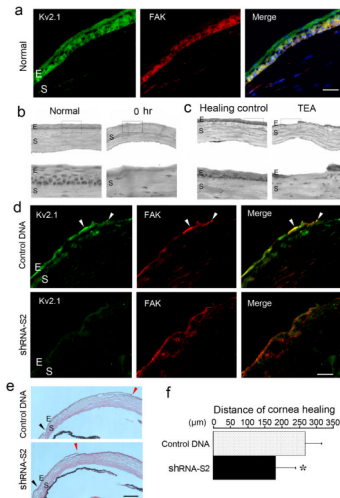 a
Kv2.1 FAK Merge
Normal
E
S
b
Normal 0 hr
E
S
E
S
c
Healing control TEA
E
S
E
S
d
Kv2.1 FAK Merge
Control DNA
E
S
Kv2.1 FAK Merge
shRNA-S2
E
S
e
Control DNA
E
S
shRNA-S2
E
S
f
Distance of cornea healing
(μm) 0 50 100 150 200 250 300 350
Control DNA
shRNA-S2
*